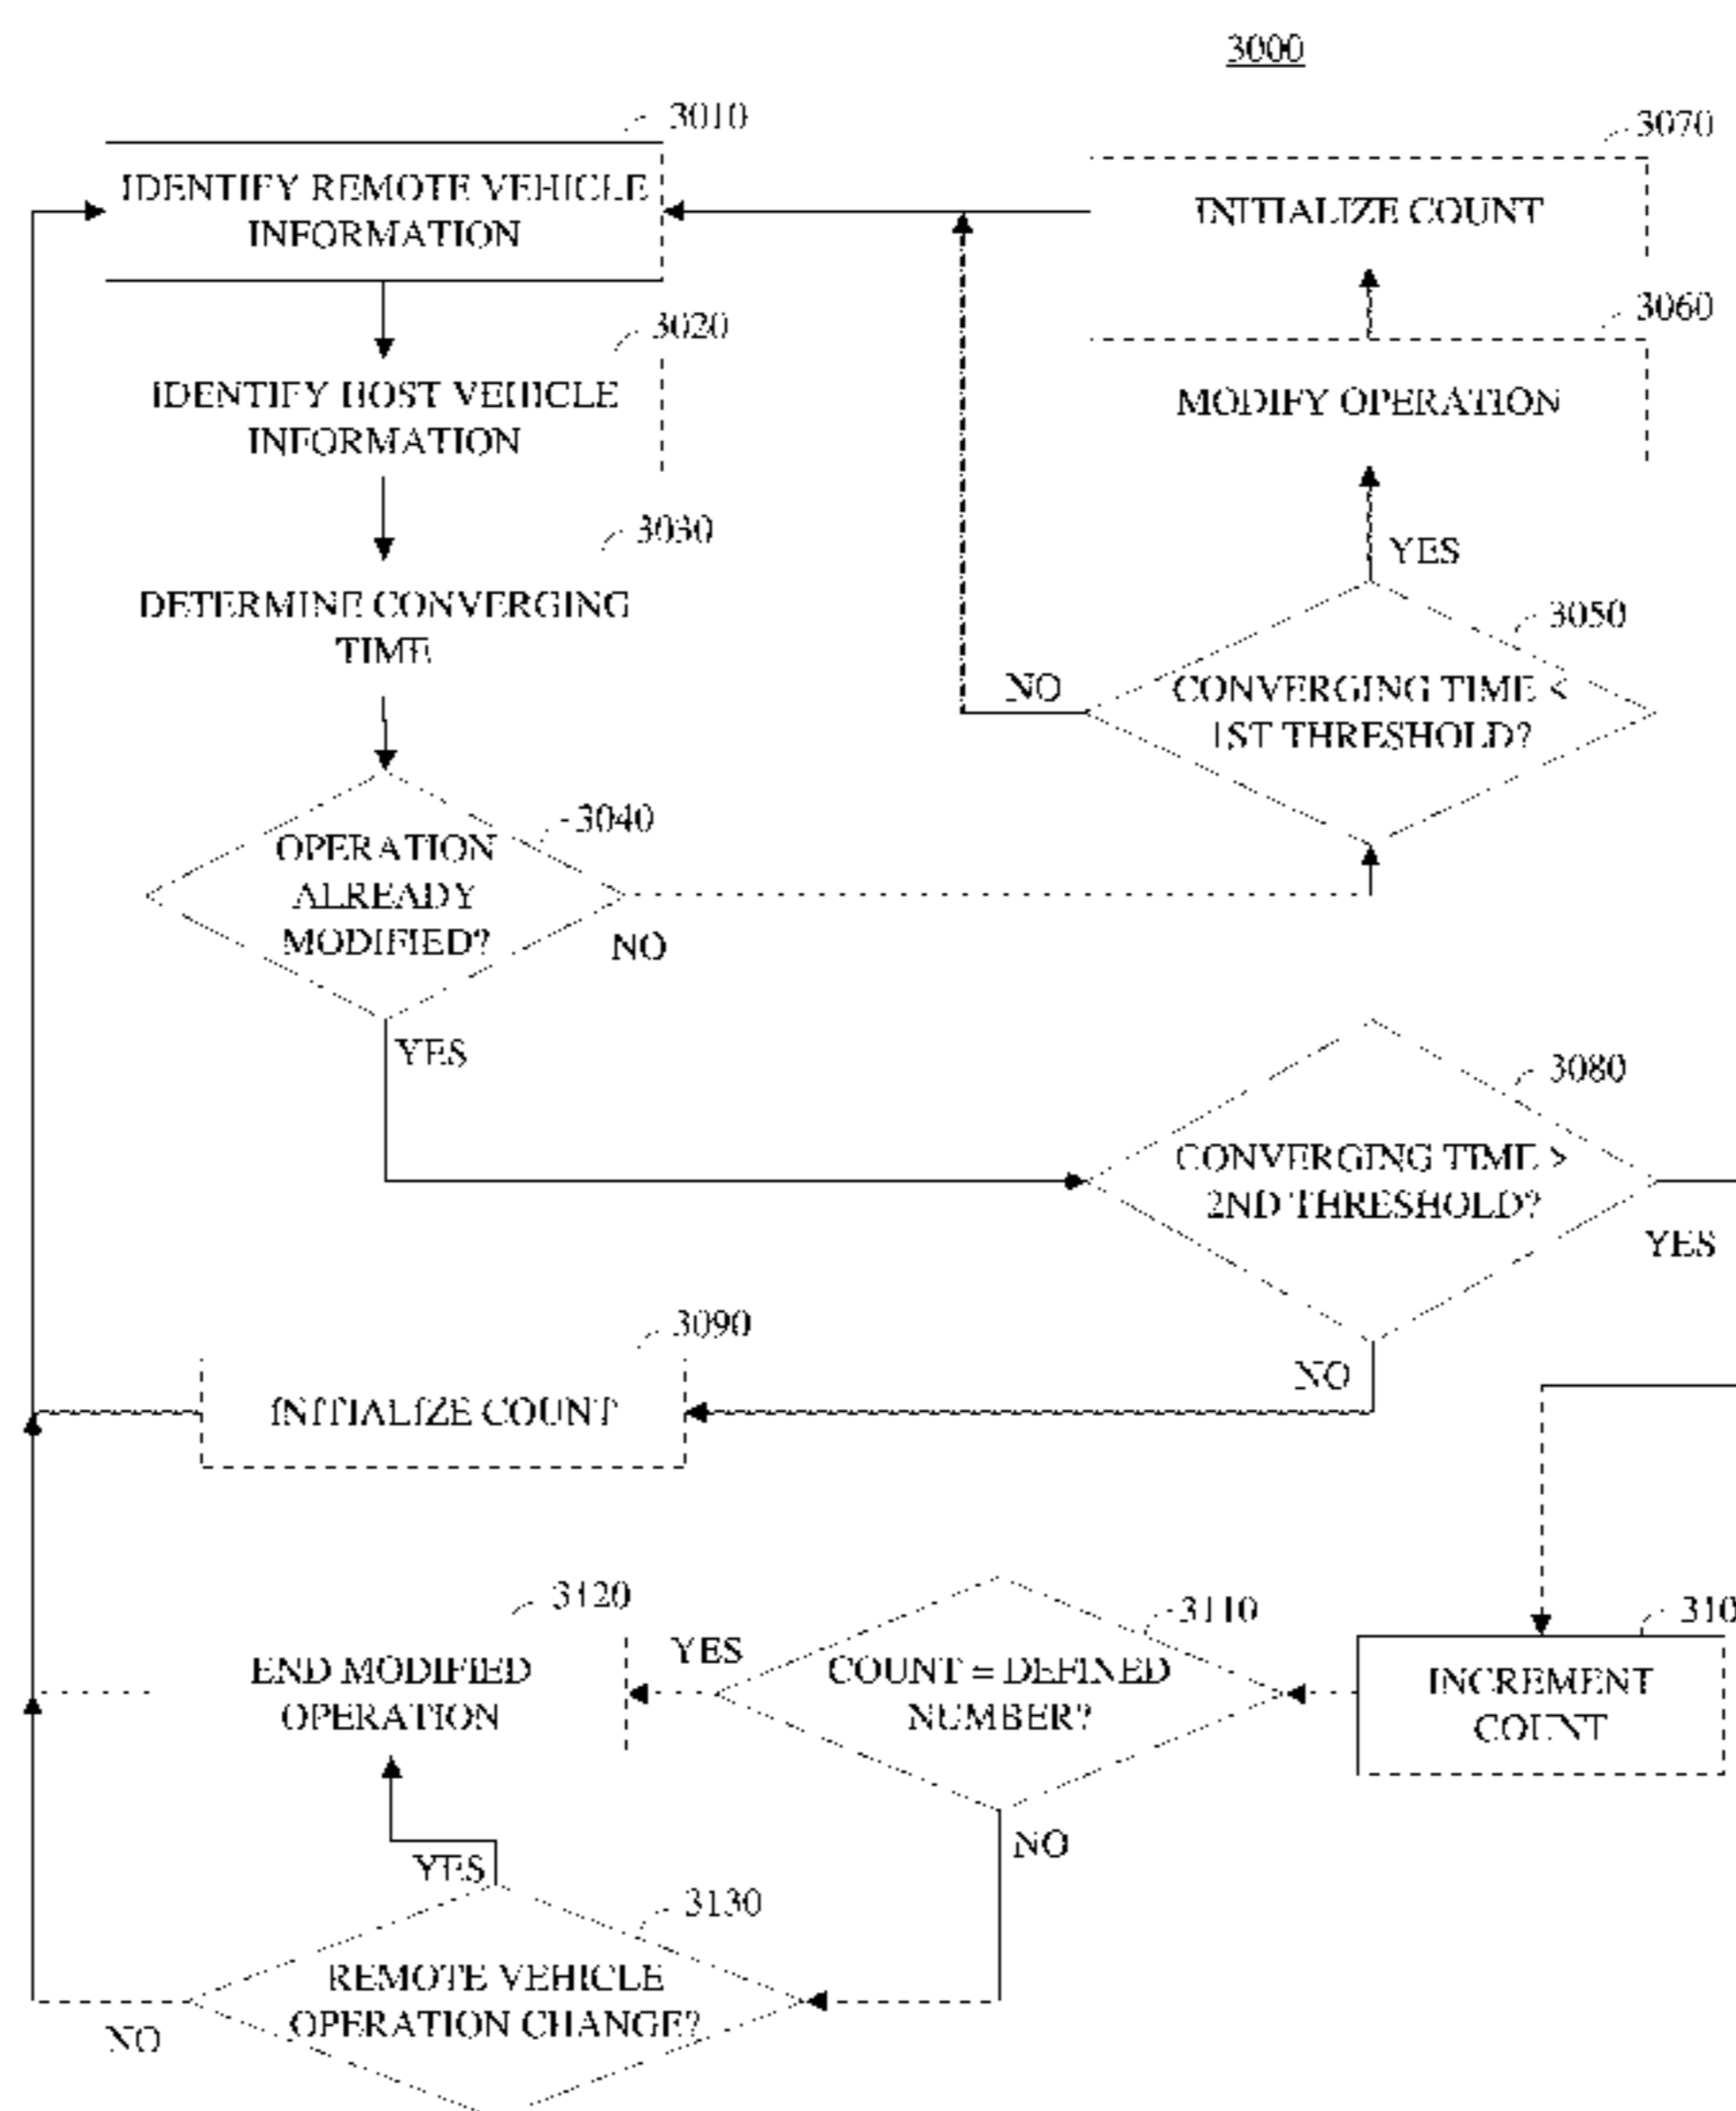 3000
3010
IDENTIFY REMOTE VEHICLE
INFORMATION
3020
IDENTIFY HOST VEHICLE
INFORMATION
3030
DETERMINE CONVERGING
TIME
3040
OPERATION
ALREADY
MODIFIED?
NO
YES
3070
INITIALIZE COUNT
3060
MODIFY OPERATION
YES
3050
CONVERGING TIME <
1ST THRESHOLD?
NO
3080
CONVERGING TIME >
2ND THRESHOLD?
YES
NO
3090
INITIALIZE COUNT
310
INCREMENT
COUNT
3110
COUNT = DEFINED
NUMBER?
YES
NO
3120
END MODIFIED
OPERATION
YES
3130
REMOTE VEHICLE
OPERATION CHANGE?
NO